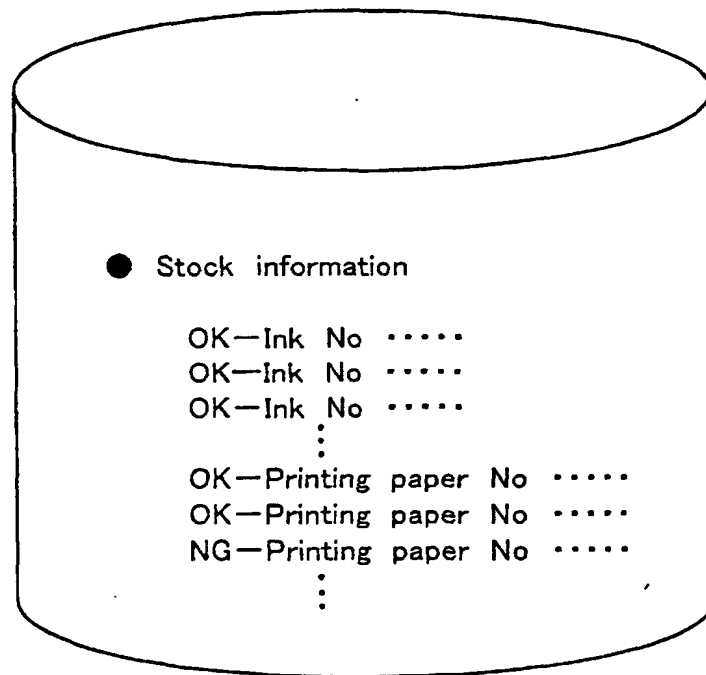 ● Stock information
OK—Ink No ·····
OK—Ink No ·····
OK—Ink No ·····
⋮
OK—Printing paper No ·····
OK—Printing paper No ·····
NG—Printing paper No ·····
⋮